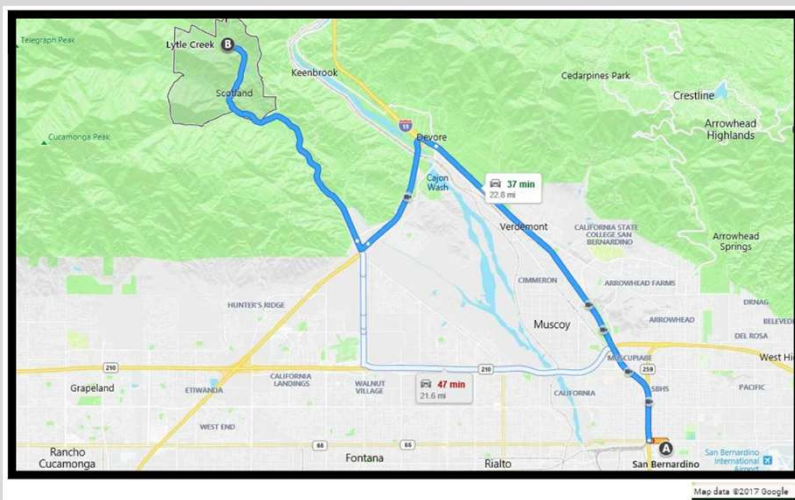 Telegraph Peak
Lytle Creek
B
Keenbrook
Scotland
Cedarpines Park
Crestline
Arrowhead
Highlands
Cucamonga Peak
15
Devore
Cajon
Wash
37 min
22.8 mi
Verdemont
CALIFORNIA STATE
COLLEGE SAN
BERNARDINO
Arrowhead
Springs
CIMMERON
ARROWHEAD FARMS
HUNTER'S RIDGE
DRNAG
Muscoy
ARROWHEAD
BELEVED
DEL ROSA
MUSCUPIABE
West Hi
210
CALIFORNIA
LANDINGS
WALNUT
VILLAGE
210
259
Grapeland
ETIWANDA
47 min
21.6 mi
CALIFORNIA
SBHS
PACIFIC
WEST END
66
66
A
Rancho
Cucamonga
Fontana
Rialto
San Bernardino
San Bernardino
International
Airport
Map data ©2017 Google